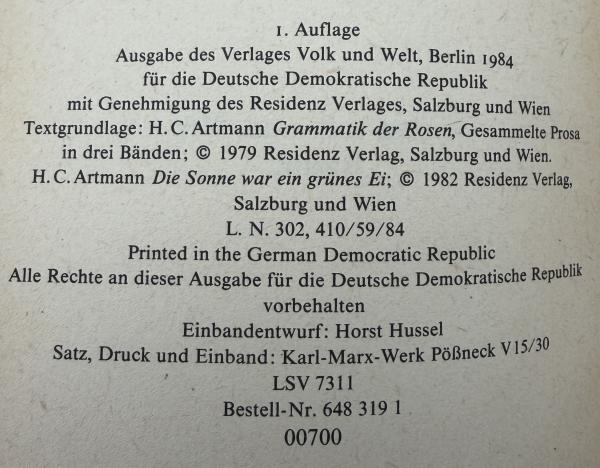 1. Auflage
Ausgabe des Verlages Volk und Welt, Berlin 1984
für die Deutsche Demokratische Republik
mit Genehmigung des Residenz Verlages, Salzburg und Wien
Textgrundlage: H. C. Artmann Grammatik der Rosen, Gesammelte Prosa
in drei Bänden; © 1979 Residenz Verlag, Salzburg und Wien.
H. C. Artmann Die Sonne war ein grünes Ei; © 1982 Residenz Verlag,
Salzburg und Wien
L. N. 302, 410/59/84
Printed in the German Democratic Republic
Alle Rechte an dieser Ausgabe für die Deutsche Demokratische Republik
vorbehalten
Einbandentwurf: Horst Hussel
Satz, Druck und Einband: Karl-Marx-Werk Pößneck V 15/30
LSV 7311
Bestell-Nr. 648 319 1
00700